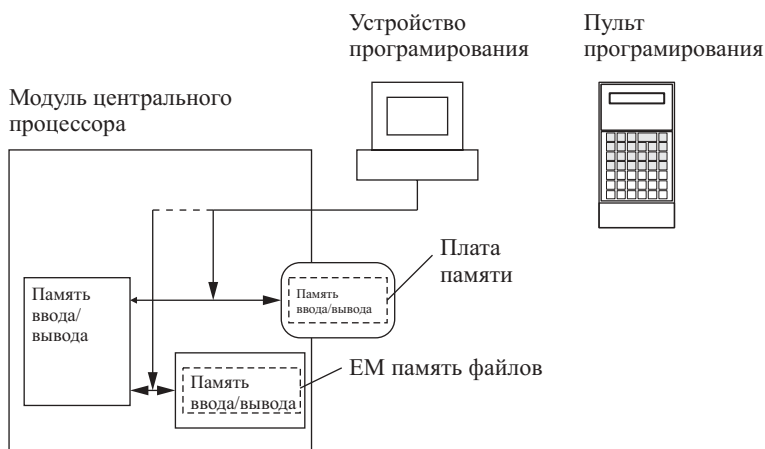 Устройство
програмирования
Пульт
програмирования
Модуль центрального
процессора
Плата
памяти
Память
ввода/
вывода
Память
ввода/вывода
ЕМ память файлов
Память
ввода/вывода